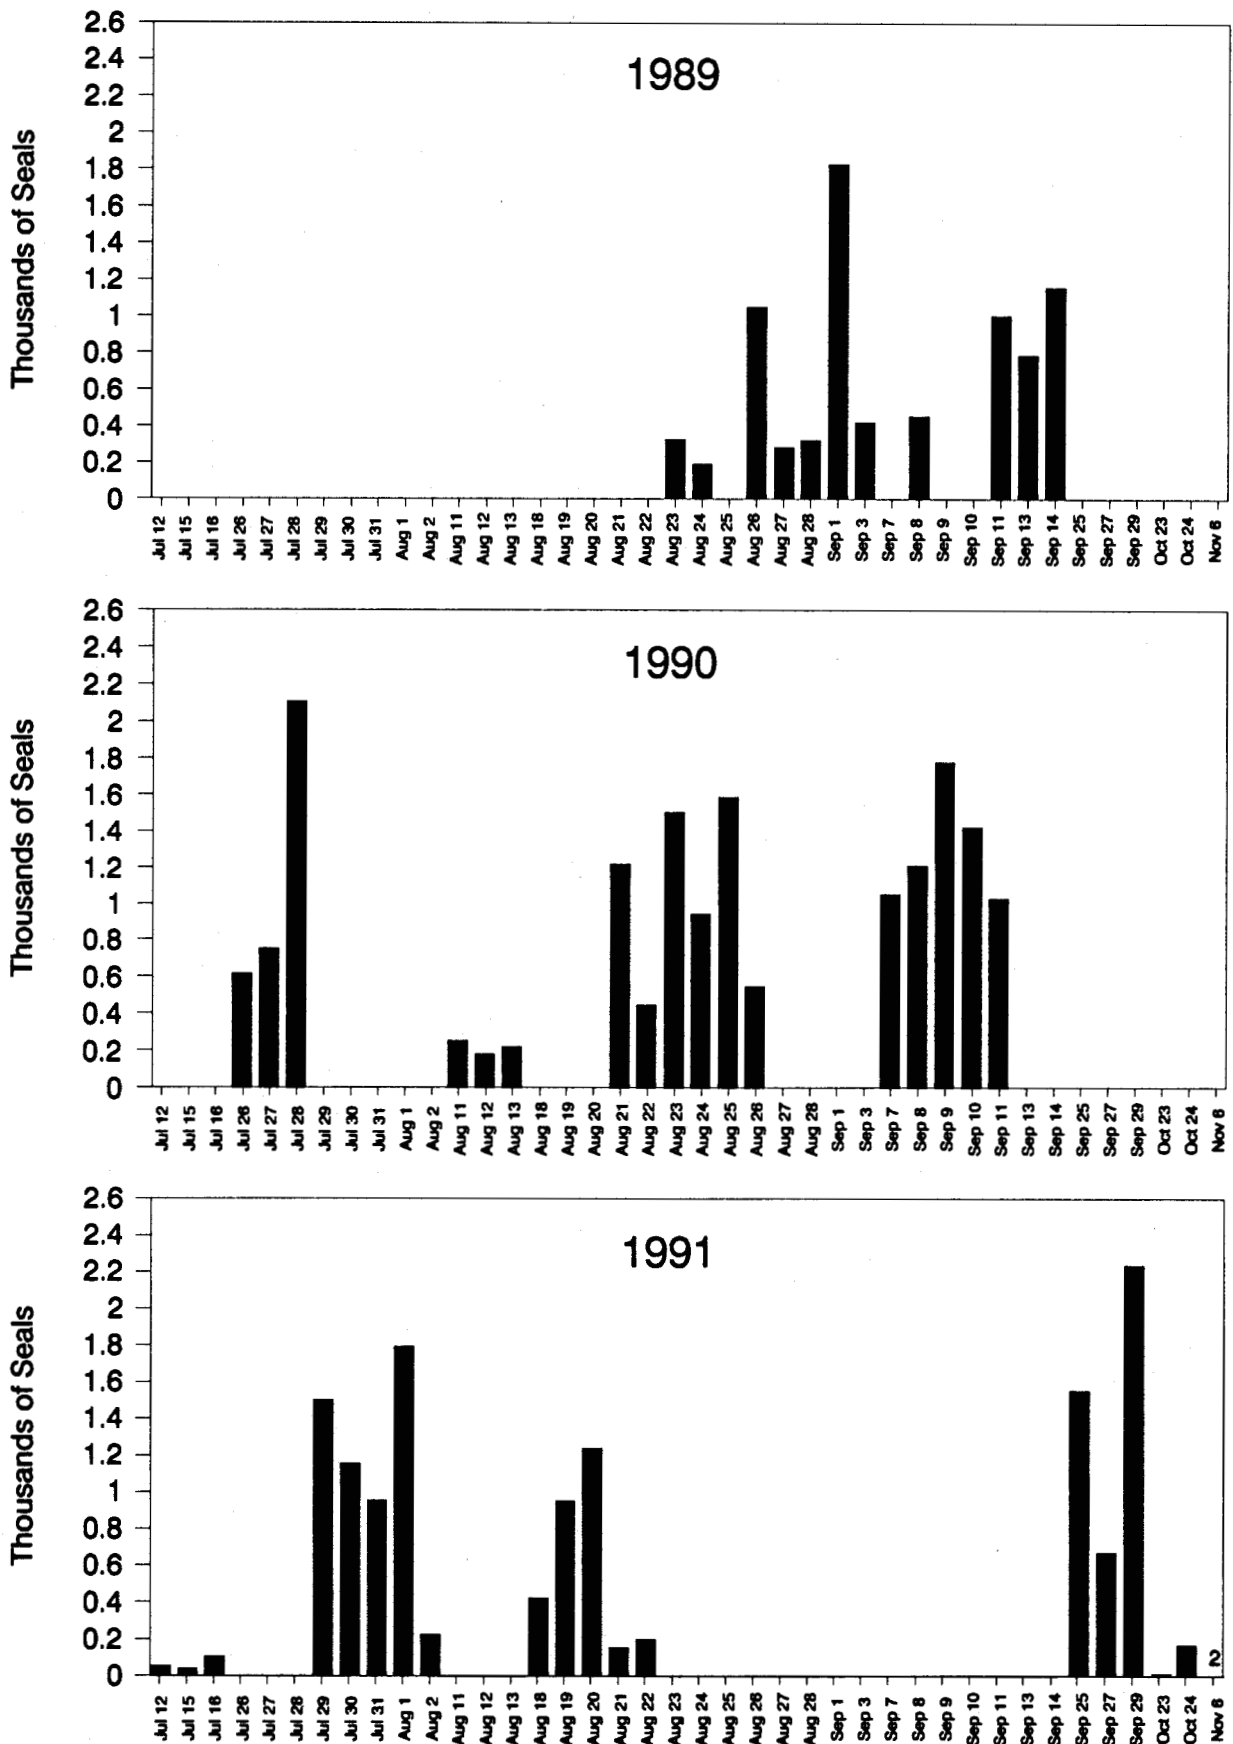 1989
Thousands of Seals
2.6
2.4
2.2
2
1.8
1.6
1.4
1.2
1
0.8
0.6
0.4
0.2
0
Jul 12
Jul 15
Jul 16
Jul 26
Jul 27
Jul 28
Jul 29
Jul 30
Jul 31
Aug 1
Aug 2
Aug 11
Aug 12
Aug 13
Aug 18
Aug 19
Aug 20
Aug 21
Aug 22
Aug 23
Aug 24
Aug 25
Aug 26
Aug 27
Aug 28
Sep 1
Sep 3
Sep 7
Sep 8
Sep 9
Sep 10
Sep 11
Sep 13
Sep 14
Sep 25
Sep 27
Sep 29
Oct 23
Oct 24
Nov 6
1990
Thousands of Seals
2.6
2.4
2.2
2
1.8
1.6
1.4
1.2
1
0.8
0.6
0.4
0.2
0
Jul 12
Jul 15
Jul 16
Jul 26
Jul 27
Jul 28
Jul 29
Jul 30
Jul 31
Aug 1
Aug 2
Aug 11
Aug 12
Aug 13
Aug 18
Aug 19
Aug 20
Aug 21
Aug 22
Aug 23
Aug 24
Aug 25
Aug 26
Aug 27
Aug 28
Sep 1
Sep 3
Sep 7
Sep 8
Sep 9
Sep 10
Sep 11
Sep 13
Sep 14
Sep 25
Sep 27
Sep 29
Oct 23
Oct 24
Nov 6
1991
Thousands of Seals
2.6
2.4
2.2
2
1.8
1.6
1.4
1.2
1
0.8
0.6
0.4
0.2
0
2
Jul 12
Jul 15
Jul 16
Jul 26
Jul 27
Jul 28
Jul 29
Jul 30
Jul 31
Aug 1
Aug 2
Aug 11
Aug 12
Aug 13
Aug 18
Aug 19
Aug 20
Aug 21
Aug 22
Aug 23
Aug 24
Aug 25
Aug 26
Aug 27
Aug 28
Sep 1
Sep 3
Sep 7
Sep 8
Sep 9
Sep 10
Sep 11
Sep 13
Sep 14
Sep 25
Sep 27
Sep 29
Oct 23
Oct 24
Nov 6